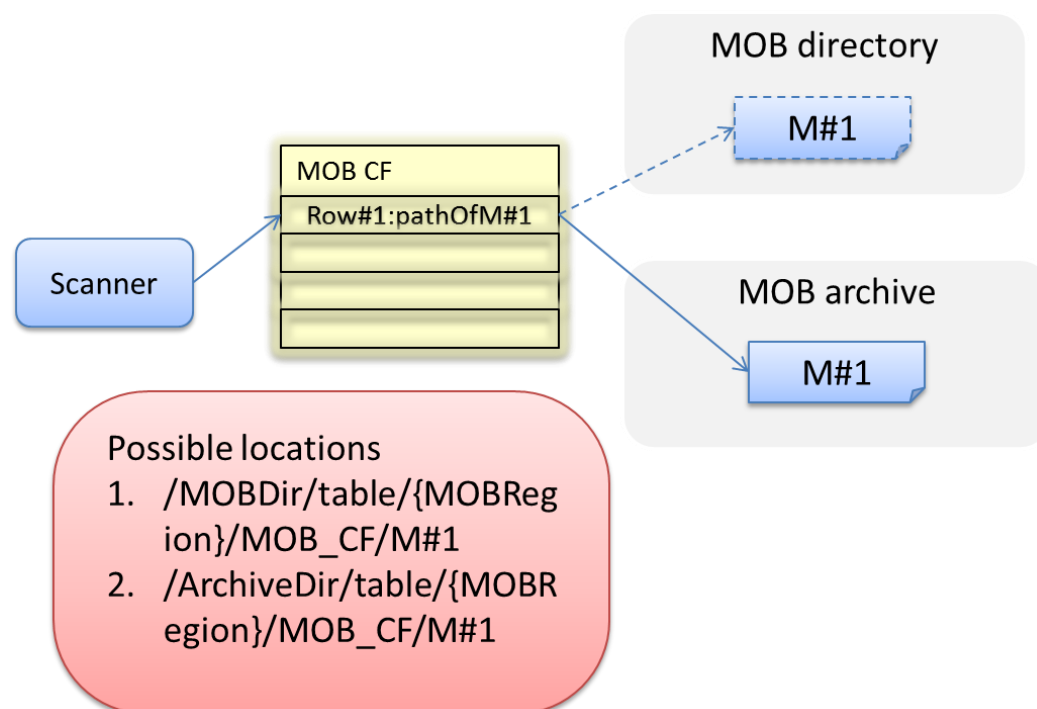 MOB directory
M#1
MOB CF
Row#1:pathOfM#1
Scanner
MOB archive
M#1
Possible locations
1. /MOBDir/table/{MOBReg
ion}/MOB_CF/M#1
2. /ArchiveDir/table/{MOBR
egion}/MOB_CF/M#1